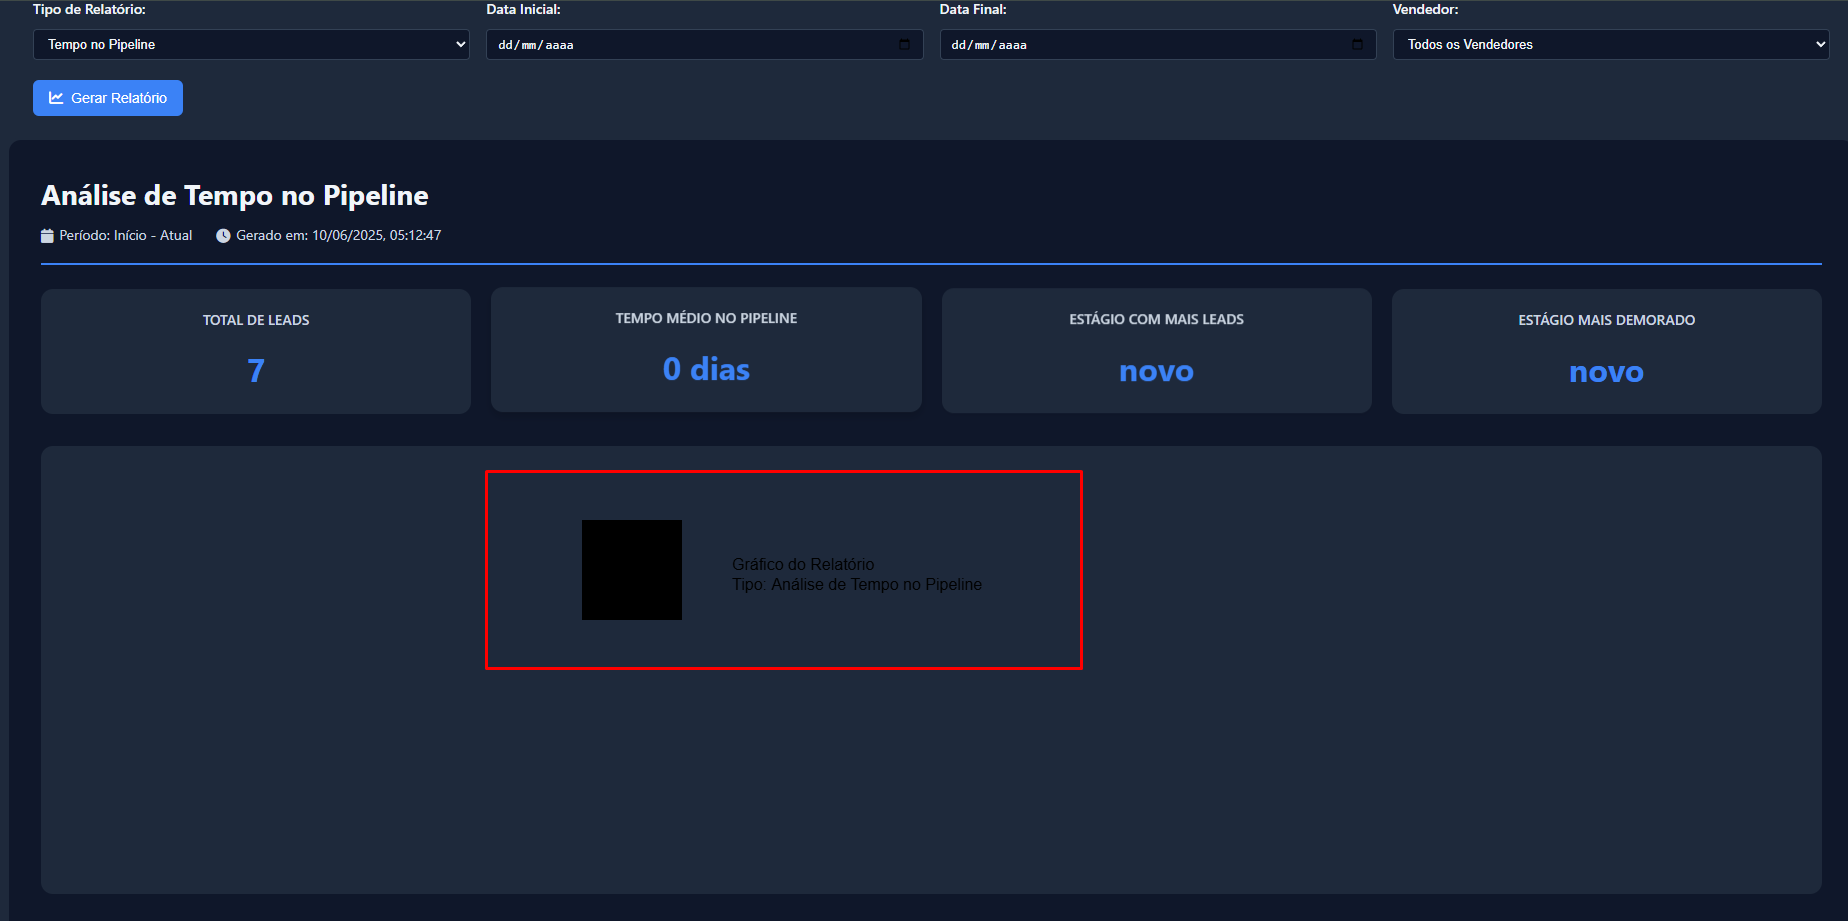 Tipo de Relatório:
Data Inicial:
Data Final:
Vendedor:
Tempo no Pipeline
dd/mm/aaaa
dd/mm/aaaa
Todos os Vendedores
Gerar Relatório
Análise de Tempo no Pipeline
Período: Início - Atual
Gerado em: 10/06/2025, 05:12:47
TOTAL DE LEADS
7
TEMPO MÉDIO NO PIPELINE
0 dias
ESTÁGIO COM MAIS LEADS
novo
ESTÁGIO MAIS DEMORADO
novo
Gráfico do Relatório
Tipo: Análise de Tempo no Pipeline